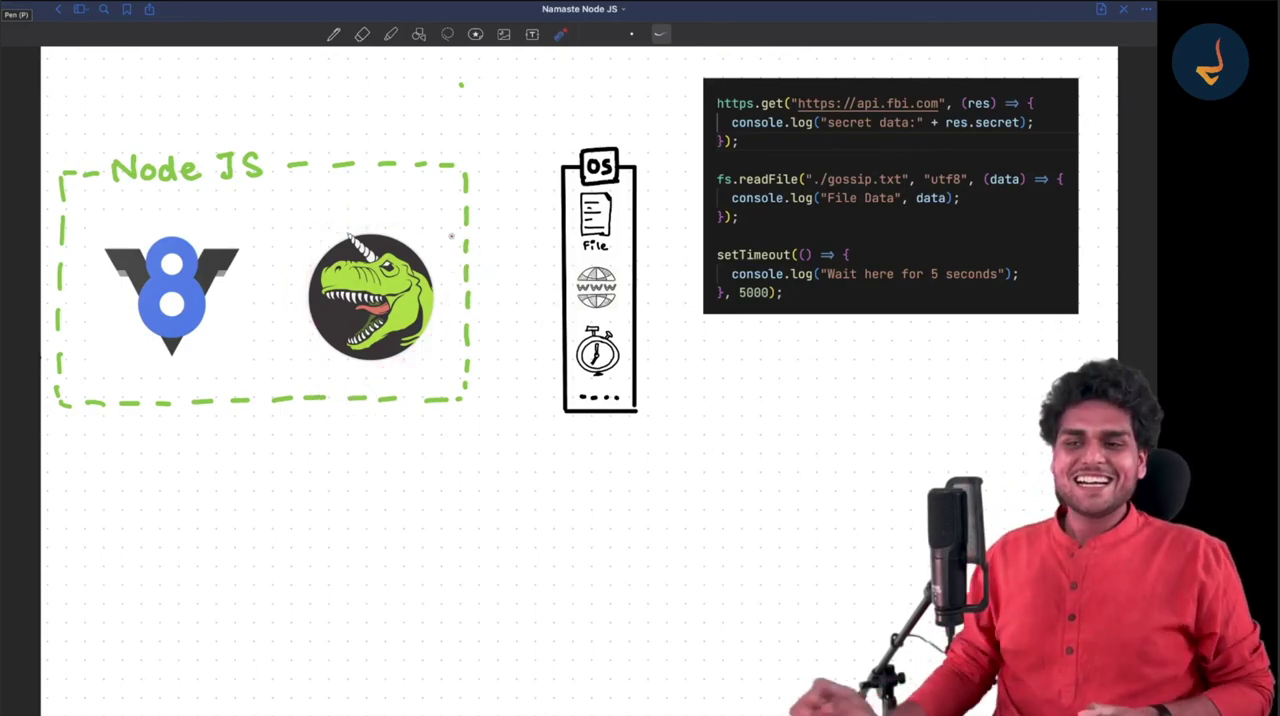 Pen (P)
Namaste Node JS
Node JS
8
OS
File
WWW
https.get("https://api.fbi.com", (res) => {
  console.log("secret data:" + res.secret);
});
fs.readFile("./gossip.txt", "utf8", (data) => {
  console.log("File Data", data);
});
setTimeout(() => {
  console.log("Wait here for 5 seconds");
}, 5000);